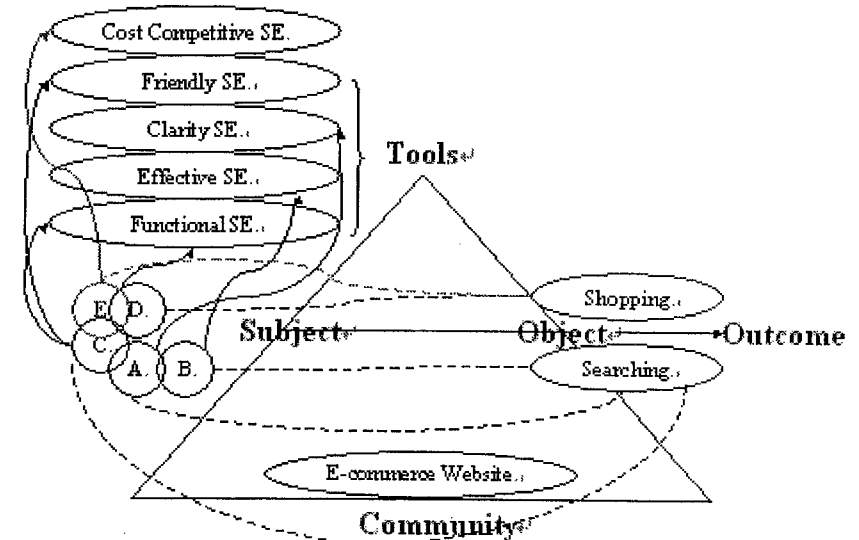 Cost Competitive SE.
Friendly SE.
Clarity SE.
Effective SE.
Functional SE.
Tools
E
D.
C
A.
B.
Subject
Object
Outcome
Shopping.
Searching.
E-commerce Website.
Community